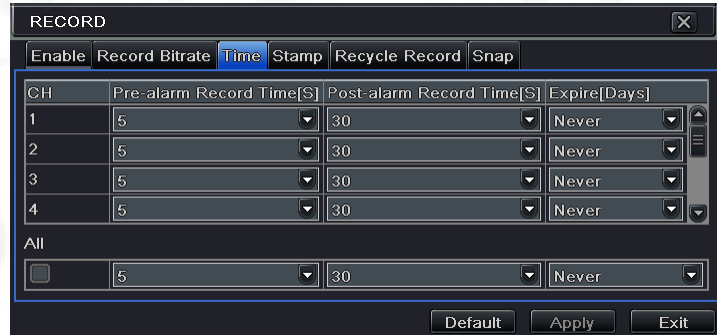 RECORD
Enable Record Bitrate Time Stamp Recycle Record Snap
CH Pre-alarm Record Time[S] Post-alarm Record Time[S] Expire[Days]
1 5 30 Never
2 5 30 Never
3 5 30 Never
4 5 30 Never
All
5 30 Never
Default Apply Exit